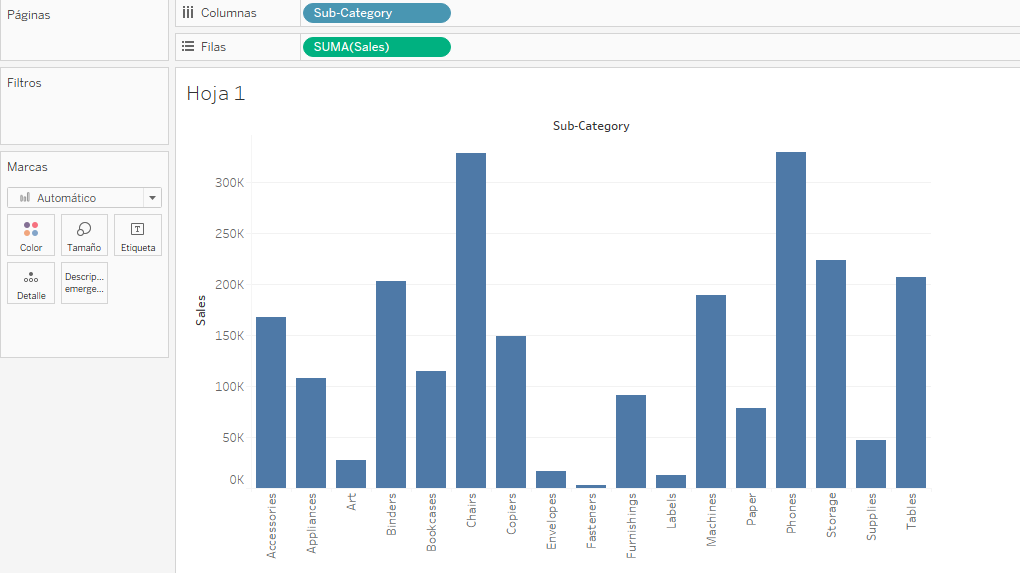 Páginas
Columnas
Sub-Category
Filas
SUMA(Sales)
Filtros
Hoja 1
Marcas
Automático
Color
Tamaño
Etiqueta
Detalle
Descrip...
emerge...
Sub-Category
Sales
300K
250K
200K
150K
100K
50K
0K
Accessories
Appliances
Art
Binders
Bookcases
Chairs
Copiers
Envelopes
Fasteners
Furnishings
Labels
Machines
Paper
Phones
Storage
Supplies
Tables